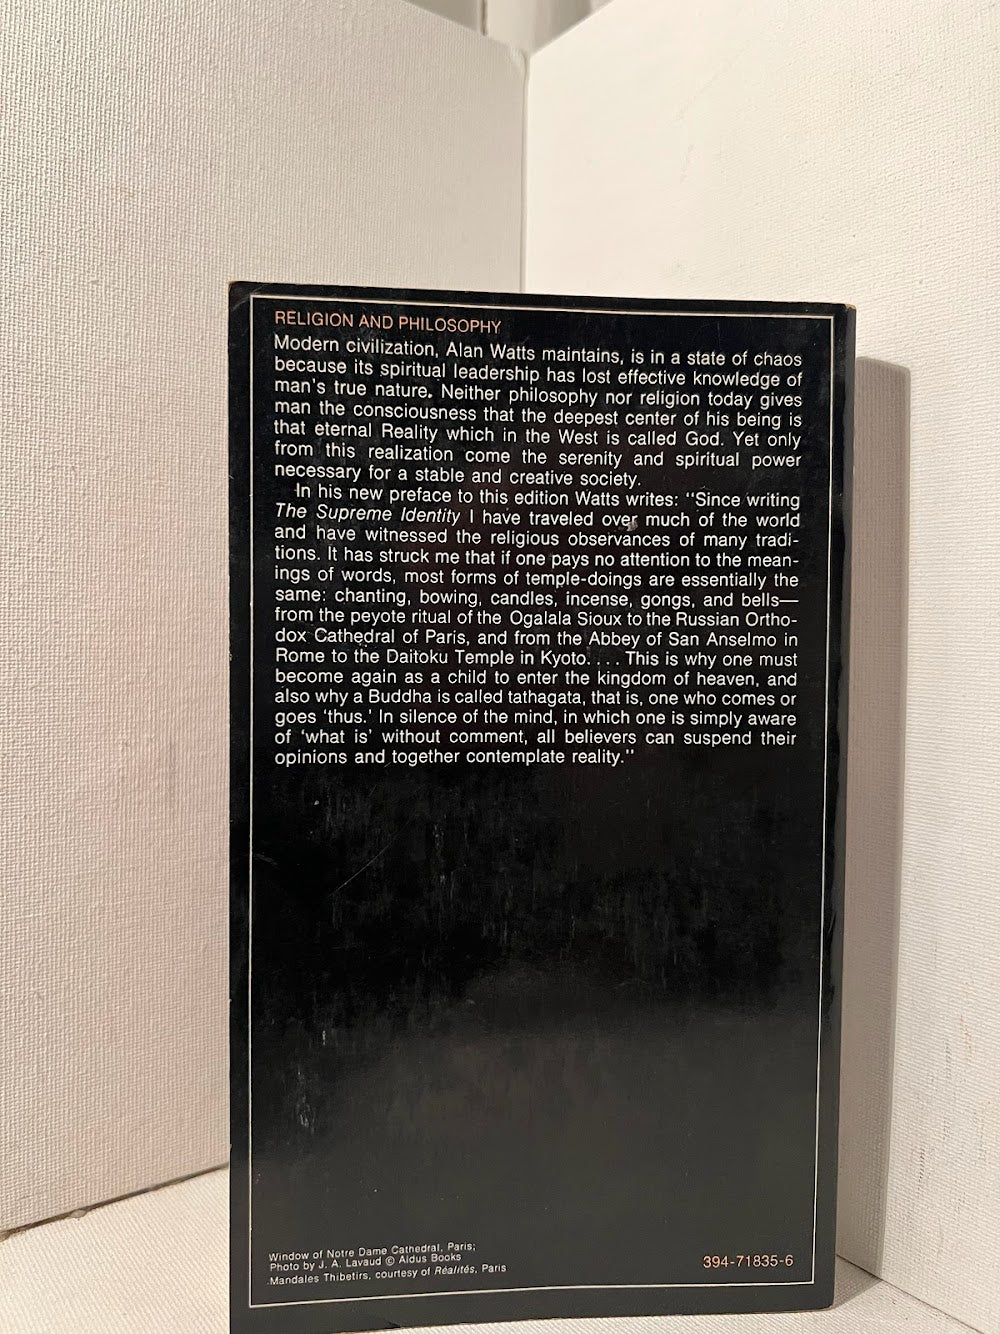 RELIGION AND PHILOSOPHY
Modern civilization, Alan Watts maintains, is in a state of chaos
because its spiritual leadership has lost effective knowledge of
man's true nature. Neither philosophy nor religion today gives
man the consciousness that the deepest center of his being is
that eternal Reality which in the West is called God. Yet only
from this realization come the serenity and spiritual power
necessary for a stable and creative society.
In his new preface to this edition Watts writes: "Since writing
The Supreme Identity I have traveled over much of the world
and have witnessed the religious observances of many tradi-
tions. It has struck me that if one pays no attention to the mean-
ings of words, most forms of temple-doings are essentially the
same: chanting, bowing, candles, incense, gongs, and bells—
from the peyote ritual of the Ogalala Sioux to the Russian Ortho-
dox Cathedral of Paris, and from the Abbey of San Anselmo in
Rome to the Daitoku Temple in Kyoto. . . . This is why one must
become again as a child to enter the kingdom of heaven, and
also why a Buddha is called tathagata, that is, one who comes or
goes 'thus.' In silence of the mind, in which one is simply aware
of 'what is' without comment, all believers can suspend their
opinions and together contemplate reality."
Window of Notre Dame Cathedral, Paris;
Photo by J. A. Lavaud © Aldus Books
Mandales Thibetirs, courtesy of Réalités, Paris
394-71835-6